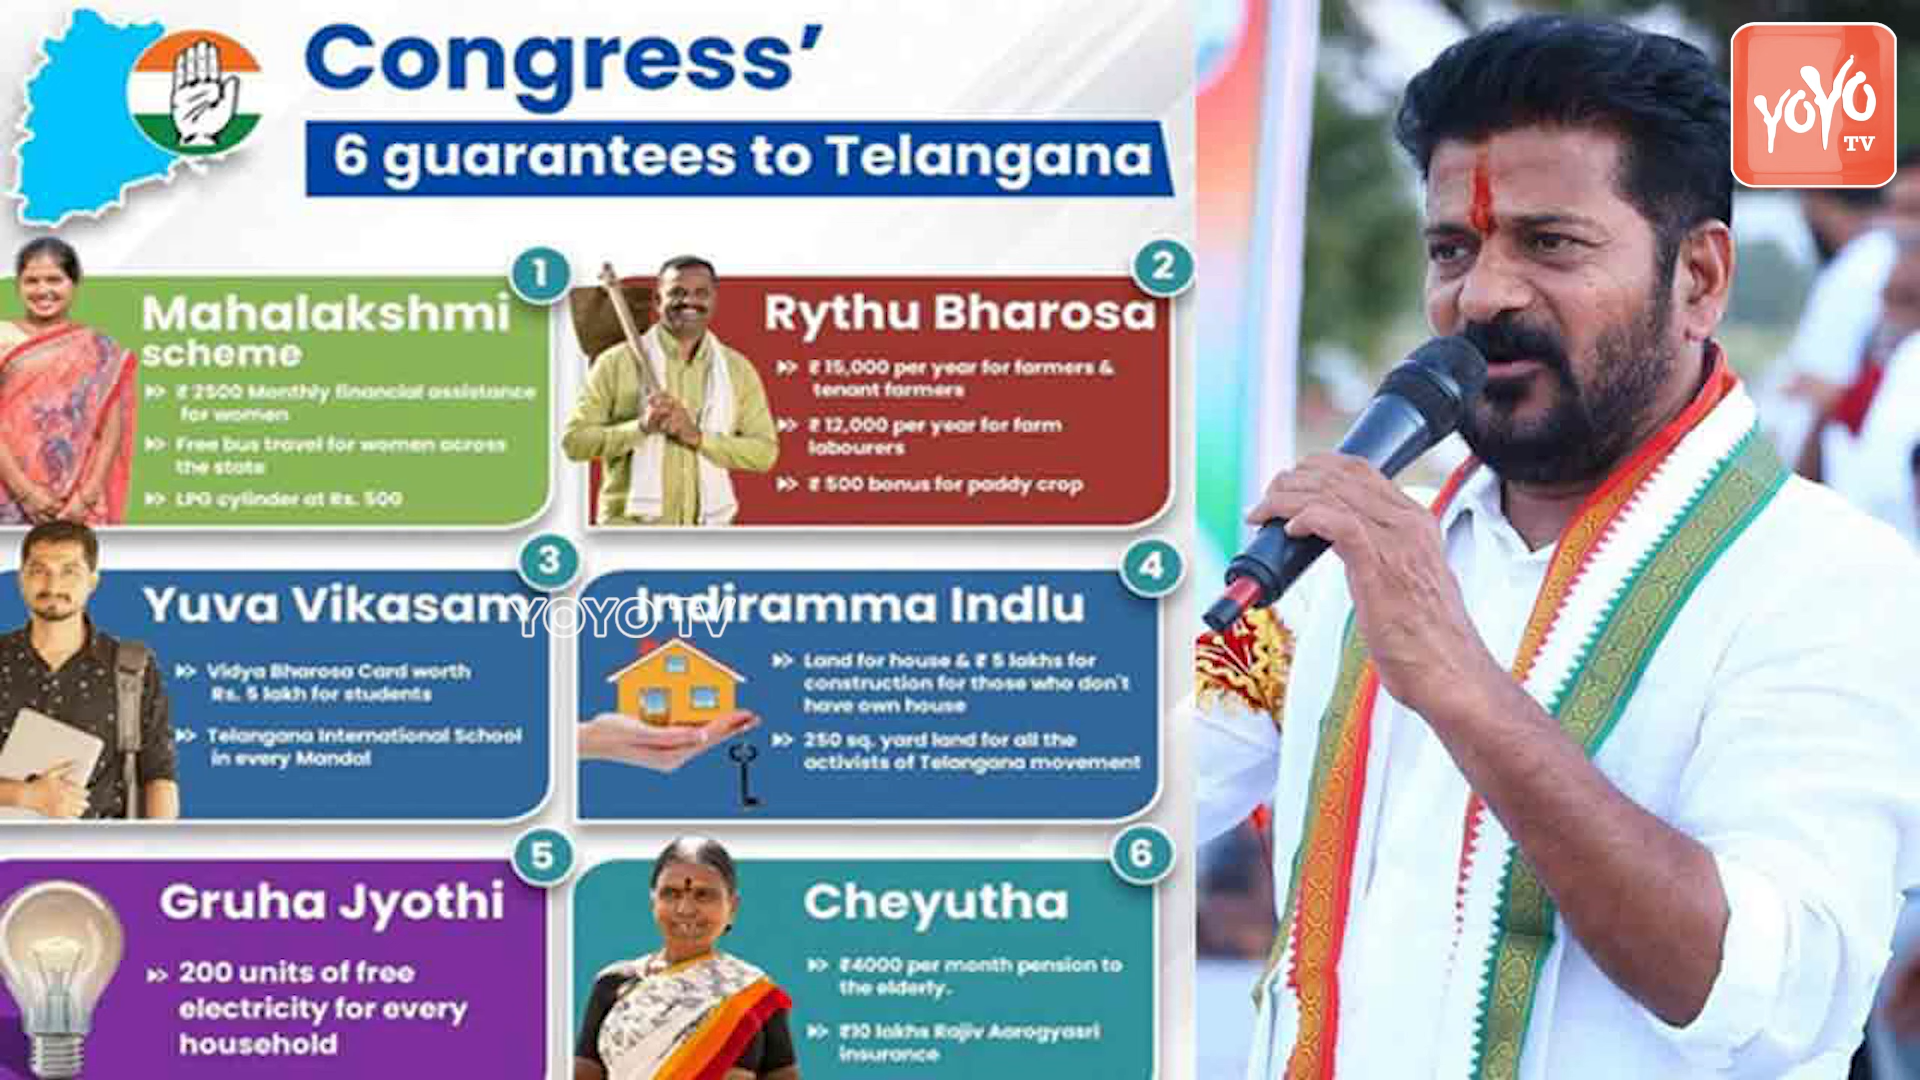 Congress'
6 guarantees to Telangana
YOYO
TV
1
Mahalakshmi
scheme
₹ 2500 Monthly financial assistance
for women
Free bus travel for women across
the state
LPG cylinder at Rs. 500
2
Rythu Bharosa
₹ 15,000 per year for farmers &
tenant farmers
₹ 12,000 per year for farm
labourers
₹ 500 bonus for paddy crop
3
Yuva Vikasam
Vidya Bharosa Card worth
Rs. 5 lakh for students
Telangana International School
in every Mandal
YOYO TV
4
Indiramma Indlu
Land for house & ₹ 5 lakhs for
construction for those who don't
have own house
250 sq. yard land for all the
activists of Telangana movement
5
Gruha Jyothi
200 units of free
electricity for every
household
6
Cheyutha
₹4000 per month pension to
the elderly.
₹10 lakhs Rajiv Aarogyasri
insurance